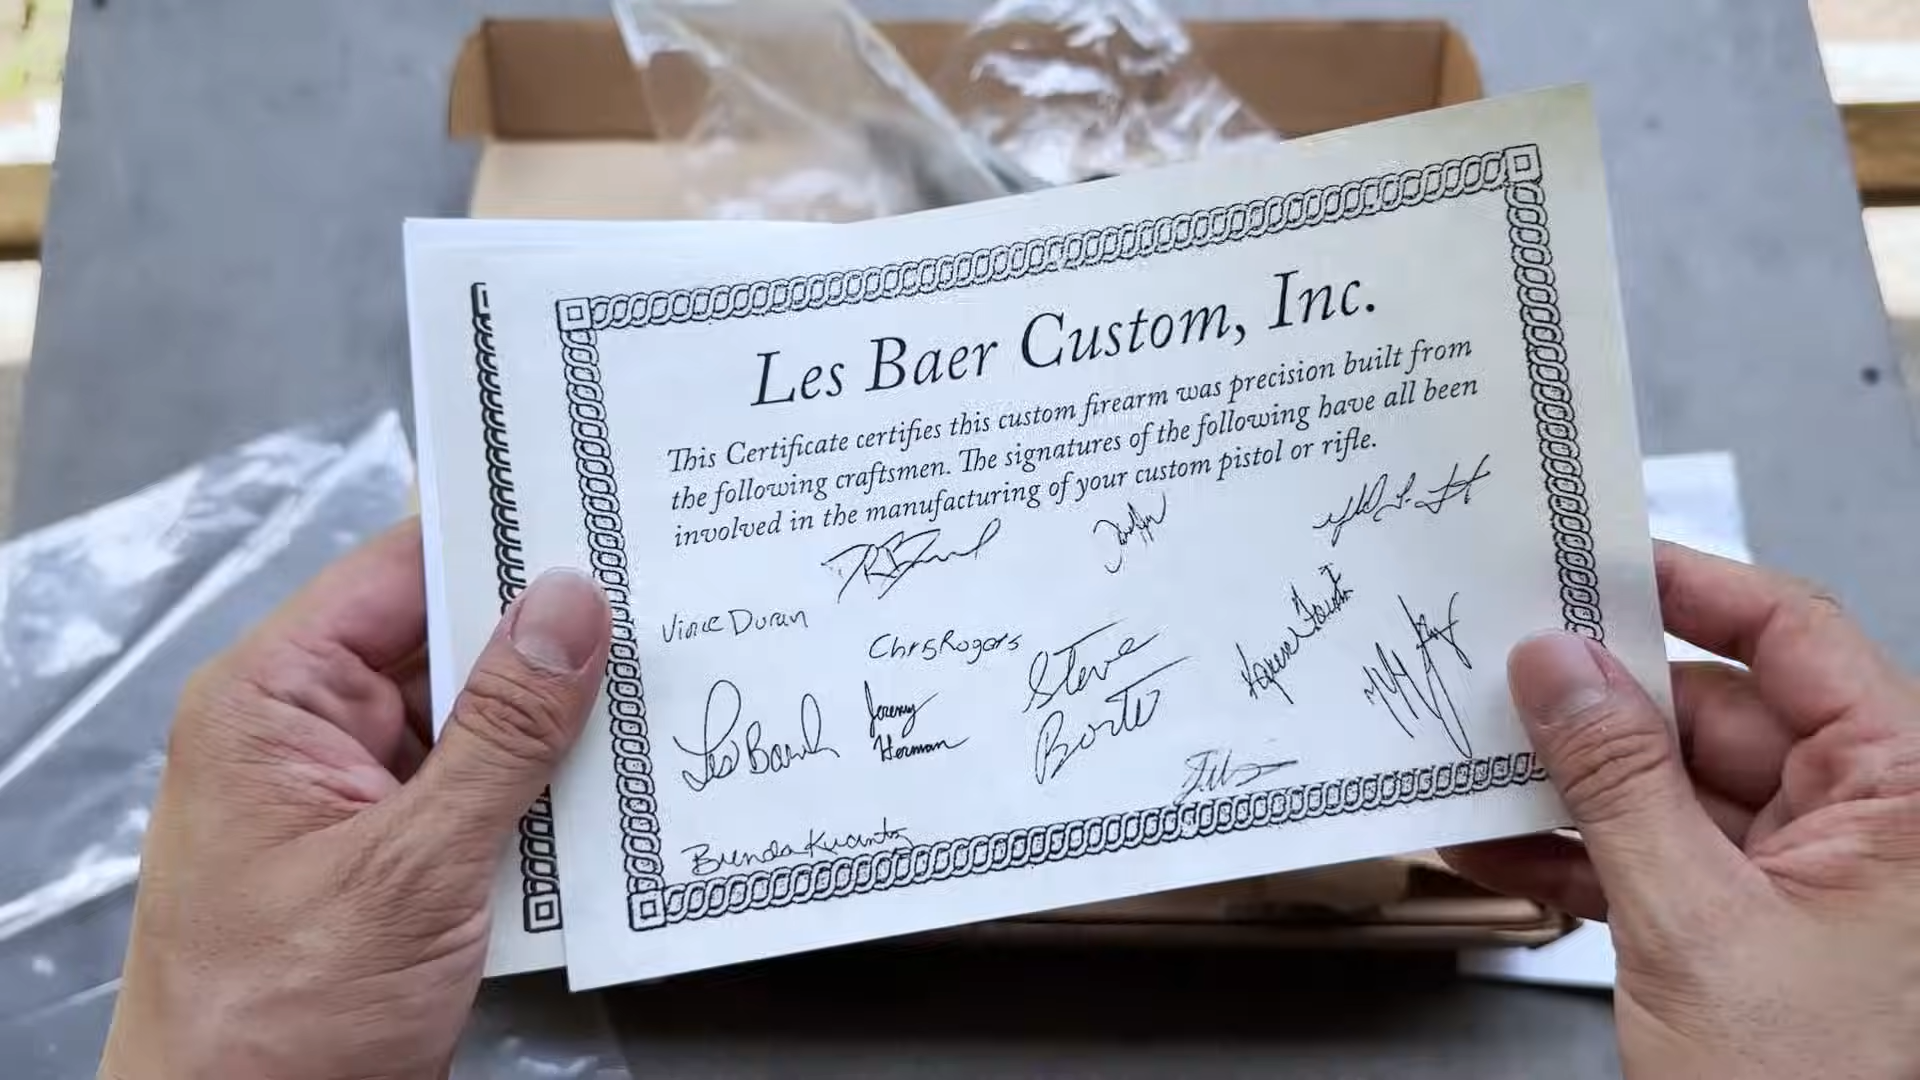 Les Baer Custom, Inc.
This Certificate certifies this custom firearm was precision built from
the following craftsmen. The signatures of the following have all been
involved in the manufacturing of your custom pistol or rifle.
Vince Duran
Chris Rogers
Steve
Borte
Jeremy
Herman
Les Baer
Karen
Brenda